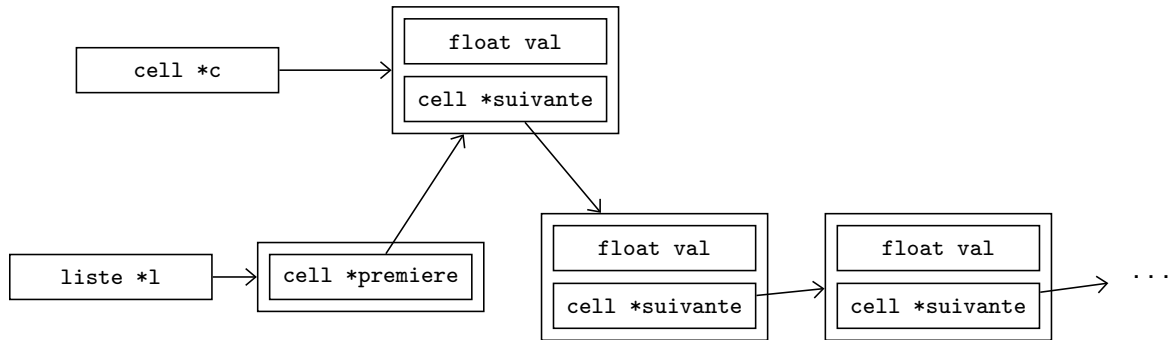 float val
cell *c
cell *suivante
float val
float val
liste *l
cell *premiere
...
cell *suivante
cell *suivante